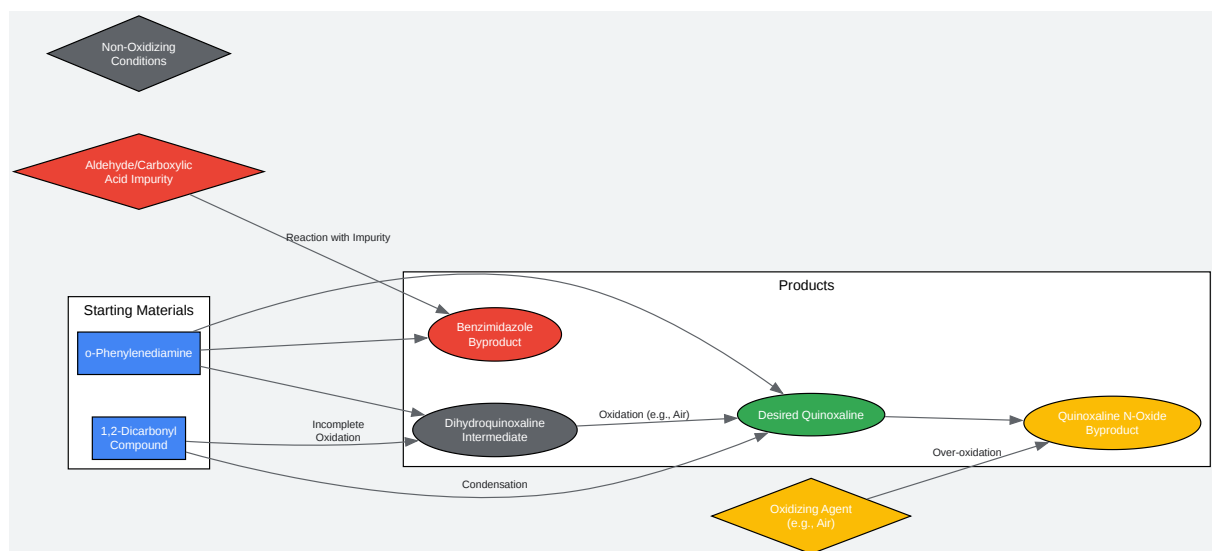 Non-Oxidizing
Conditions
Aldehyde/Carboxylic
Acid Impurity
Reaction with Impurity
Products
Starting Materials
o-Phenylenediamine
Benzimidazole
Byproduct
1,2-Dicarbonyl
Compound
Incomplete
Oxidation
Dihydroquinoxaline
Intermediate
Oxidation (e.g., Air)
Desired Quinoxaline
Quinoxaline N-Oxide
Byproduct
Condensation
Over-oxidation
Oxidizing Agent
(e.g., Air)